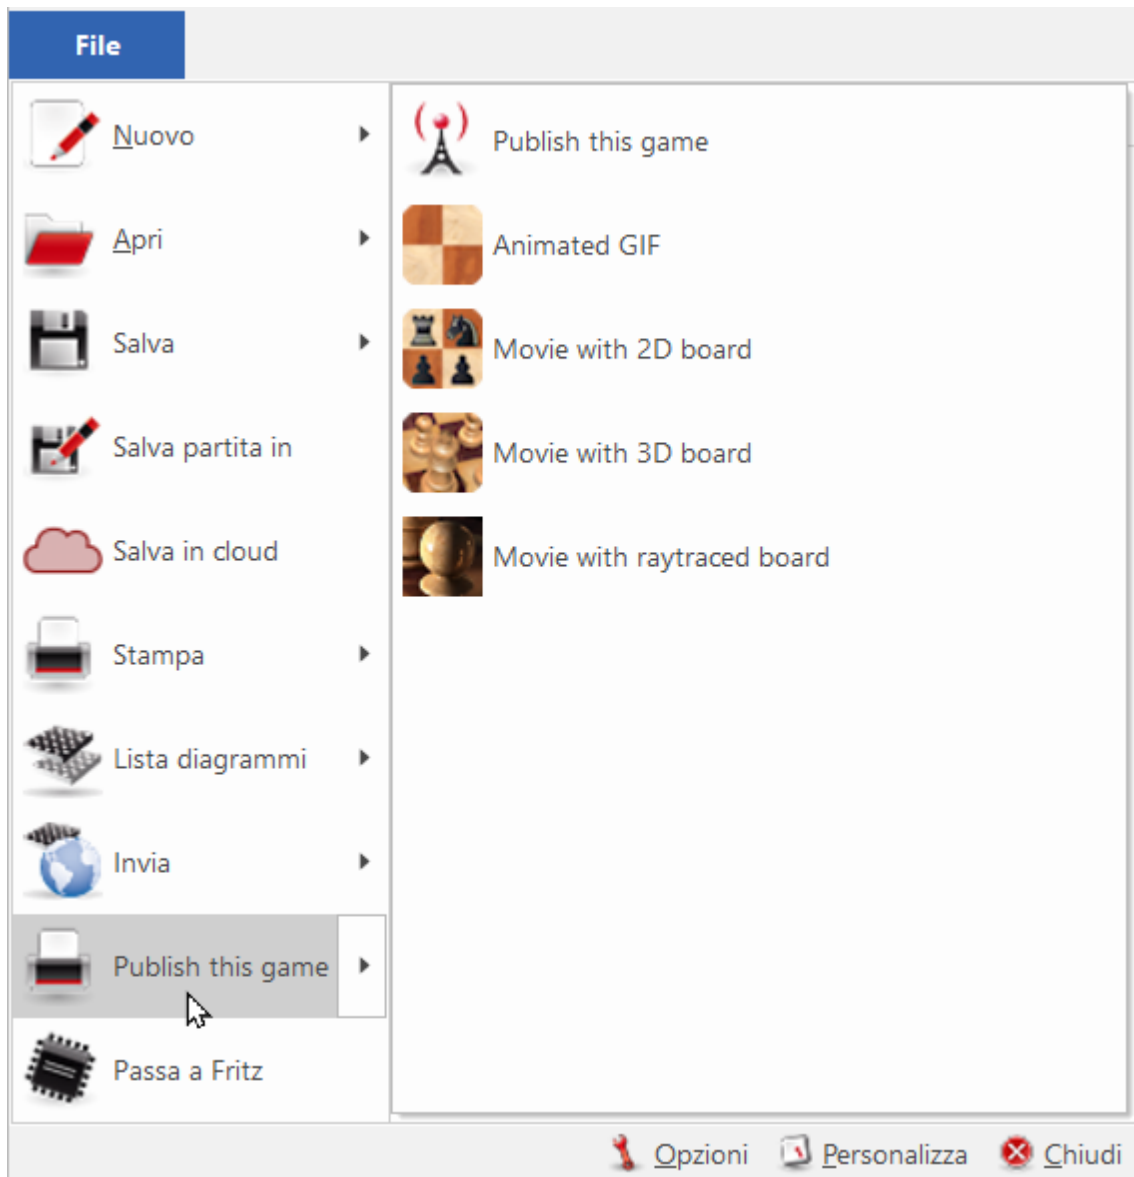 File
Nuovo
Apri
Salva
Salva partita in
Salva in cloud
Stampa
Lista diagrammi
Invia
Publish this game
Passa a Fritz
Publish this game
Animated GIF
Movie with 2D board
Movie with 3D board
Movie with raytraced board
Opzioni Personalizza Chiudi